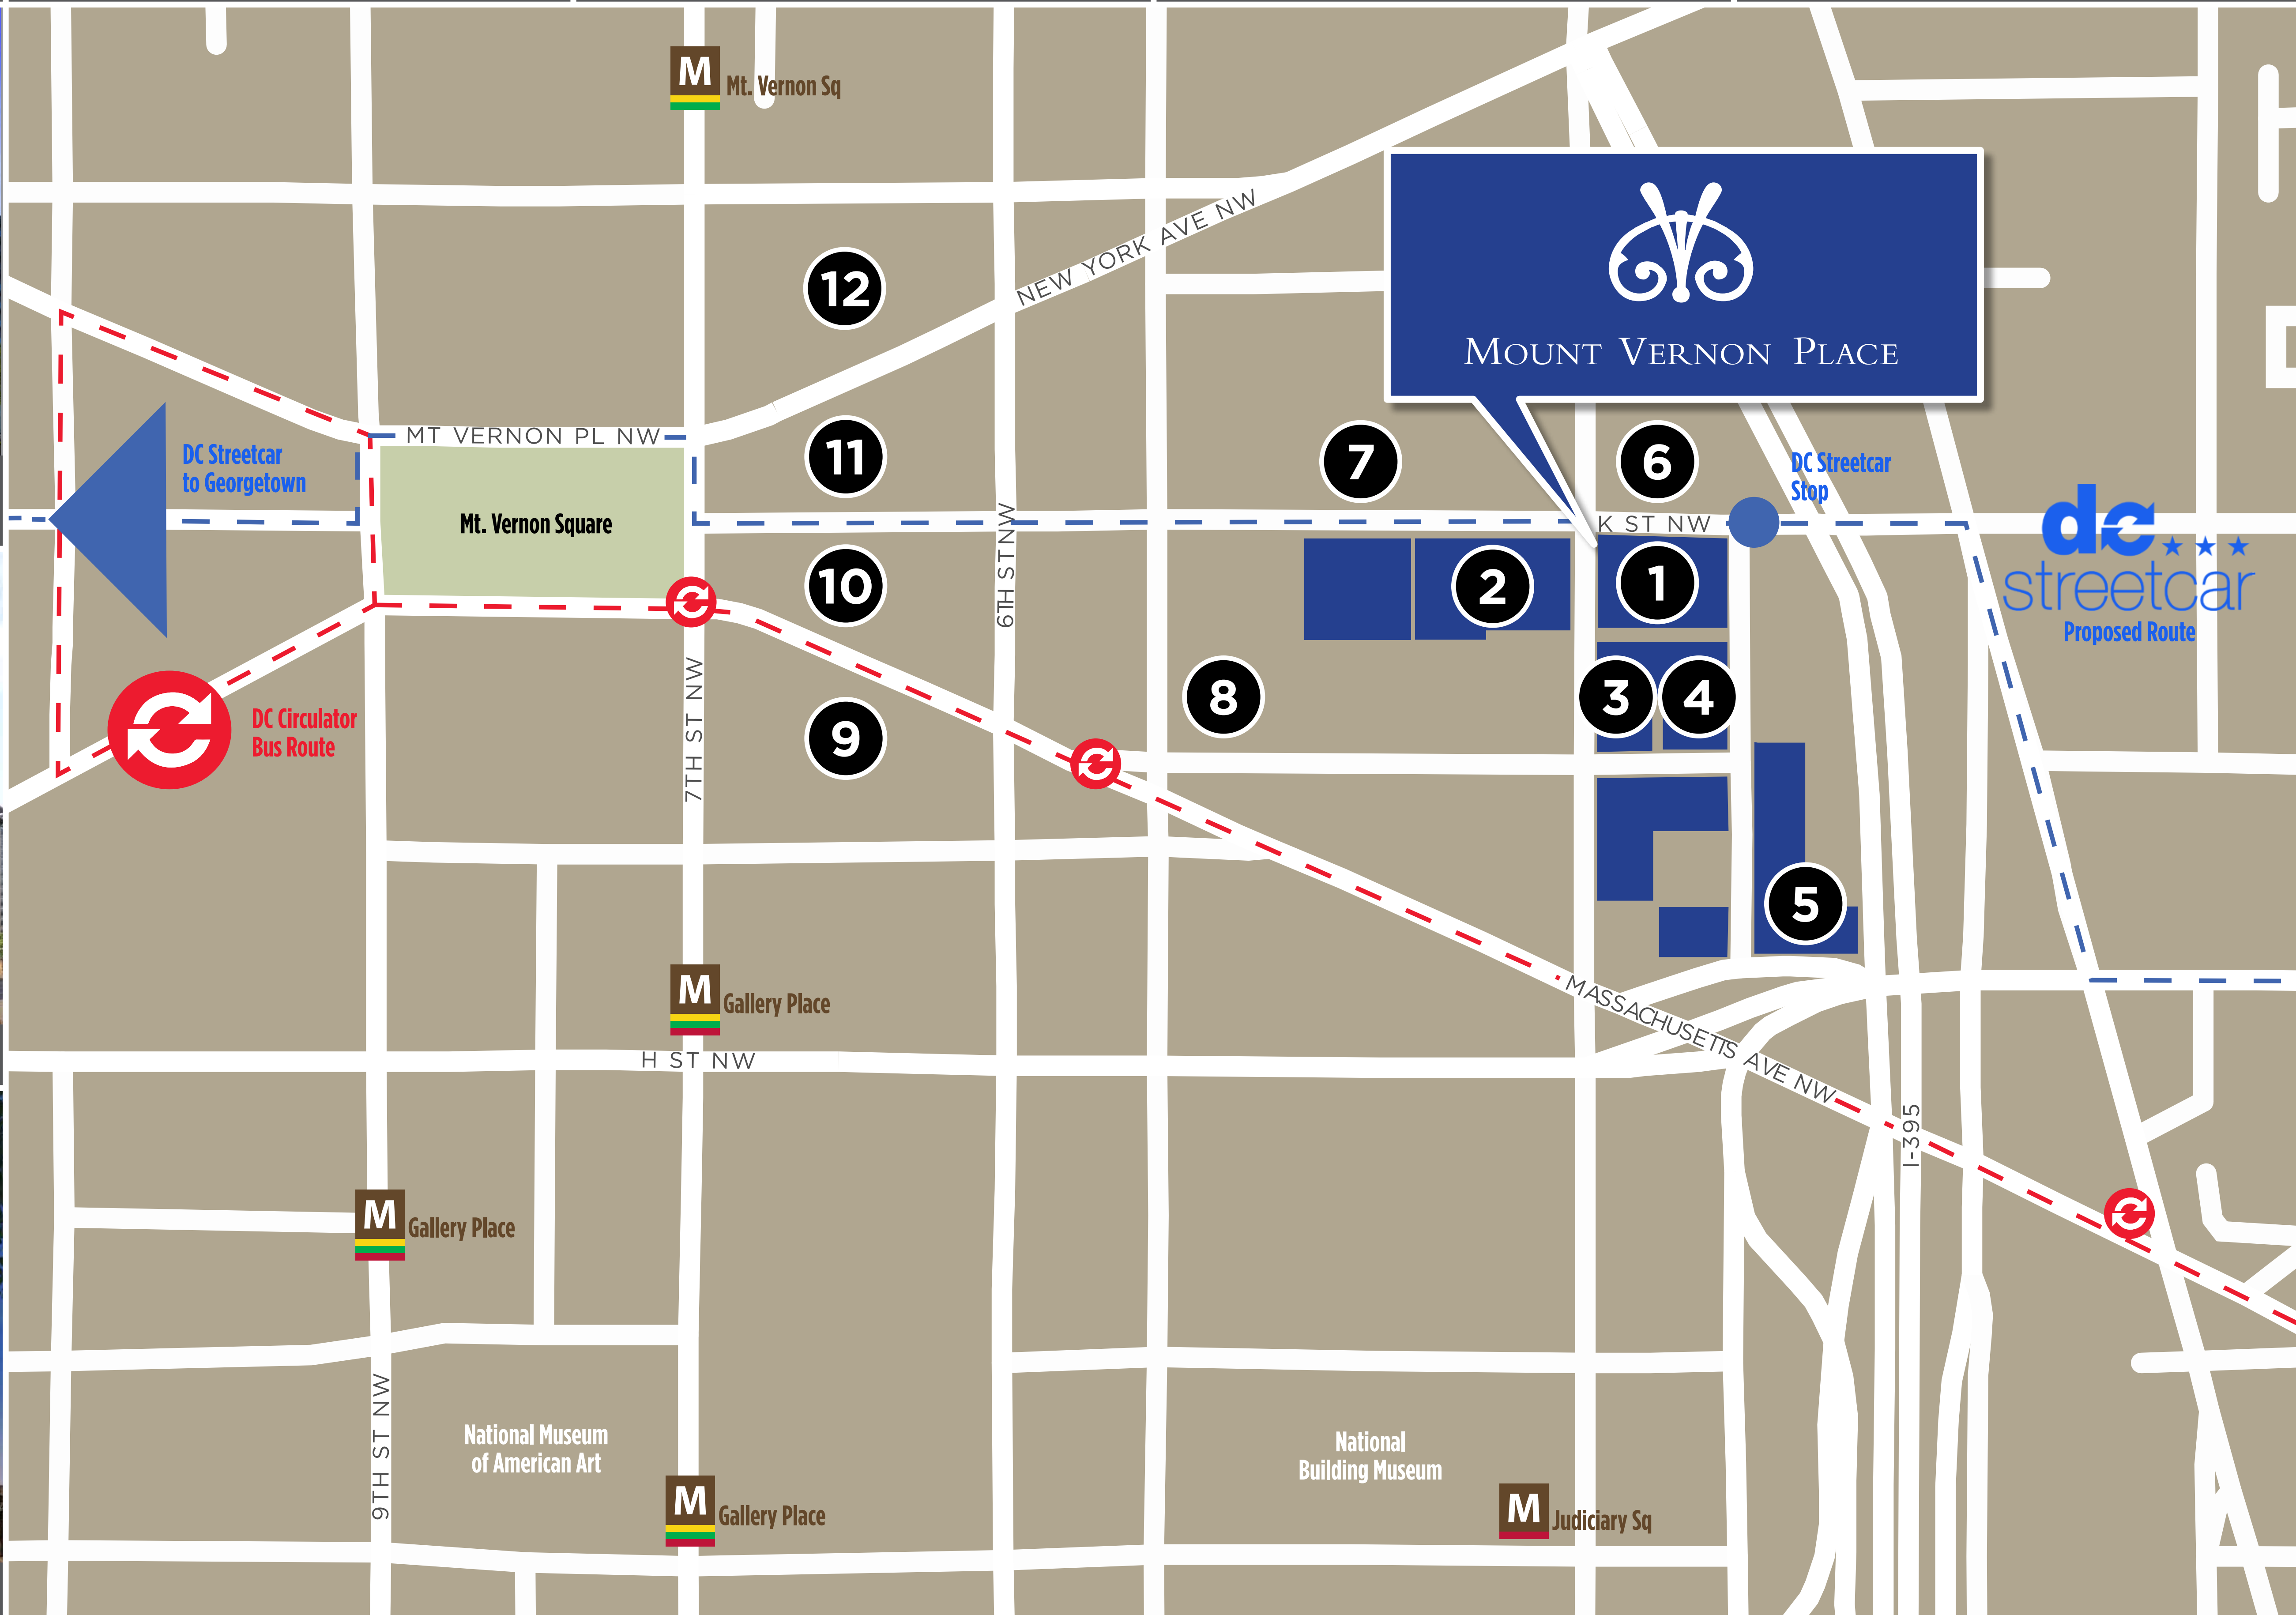 M
Mt. Vernon Sq
NEW YORK AVE NW
MOUNT VERNON PLACE
12
11
7
6
MT VERNON PL NW
DC Streetcar
to Georgetown
DC Streetcar
Stop
Mt. Vernon Square
K ST NW
dc
streetcar
Proposed Route
6TH ST NW
10
2
1
3
4
8
9
7TH ST NW
DC Circulator
Bus Route
5
M
Gallery Place
MASSACHUSETTS AVE NW
H ST NW
I-395
M
Gallery Place
9TH ST NW
National Museum
of American Art
National
Building Museum
M
Gallery Place
M
Judiciary Sq